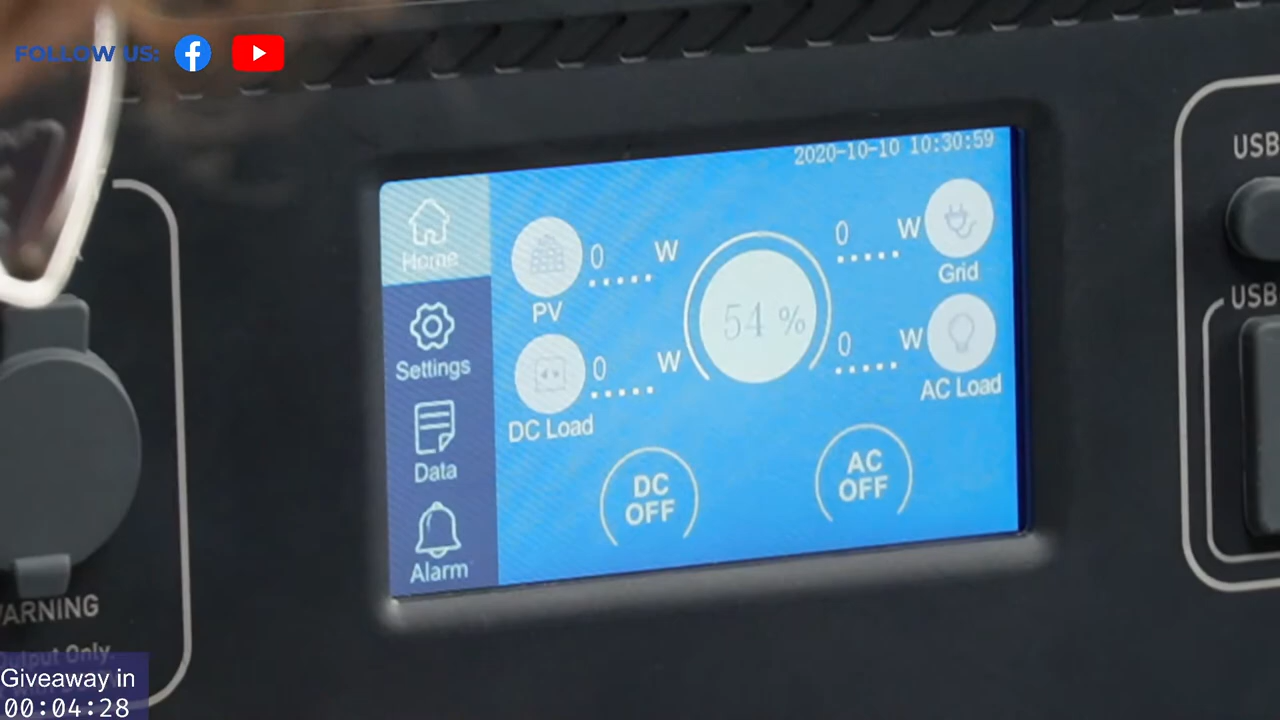 FOLLOW US:
2020-10-10 10:30:59
Home
Settings
Data
Alarm
0 W
PV
0 W
DC Load
54 %
0 W
Grid
0 W
AC Load
DC
OFF
AC
OFF
USB
USB
WARNING
Output Only.
Giveaway in
00:04:28